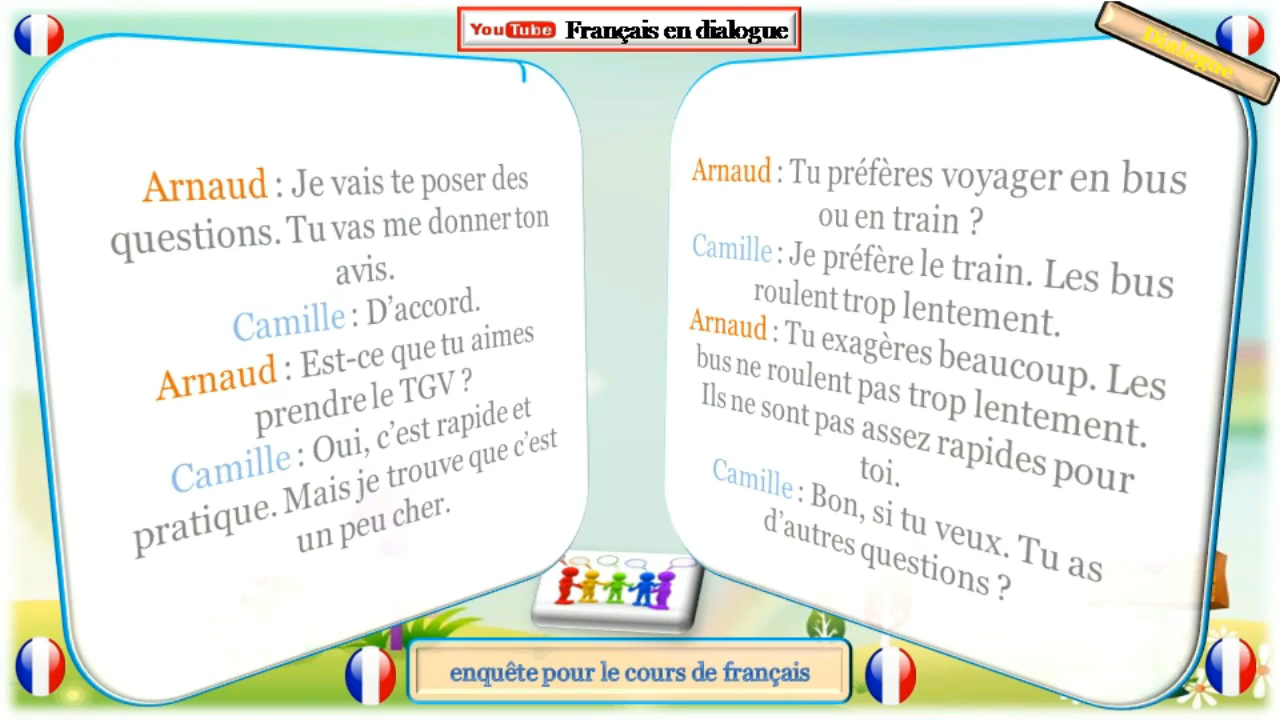 YouTube Français en dialogue
Dialogue
Arnaud : Je vais te poser des
questions. Tu vas me donner ton
avis.
Camille : D’accord.
Arnaud : Est-ce que tu aimes
prendre le TGV ?
Camille : Oui, c’est rapide et
pratique. Mais je trouve que c’est
un peu cher.
Arnaud : Tu préfères voyager en bus
ou en train ?
Camille : Je préfère le train. Les bus
roulent trop lentement.
Arnaud : Tu exagères beaucoup. Les
bus ne roulent pas trop lentement.
Ils ne sont pas assez rapides pour
toi.
Camille : Bon, si tu veux. Tu as
d’autres questions ?
enquête pour le cours de français